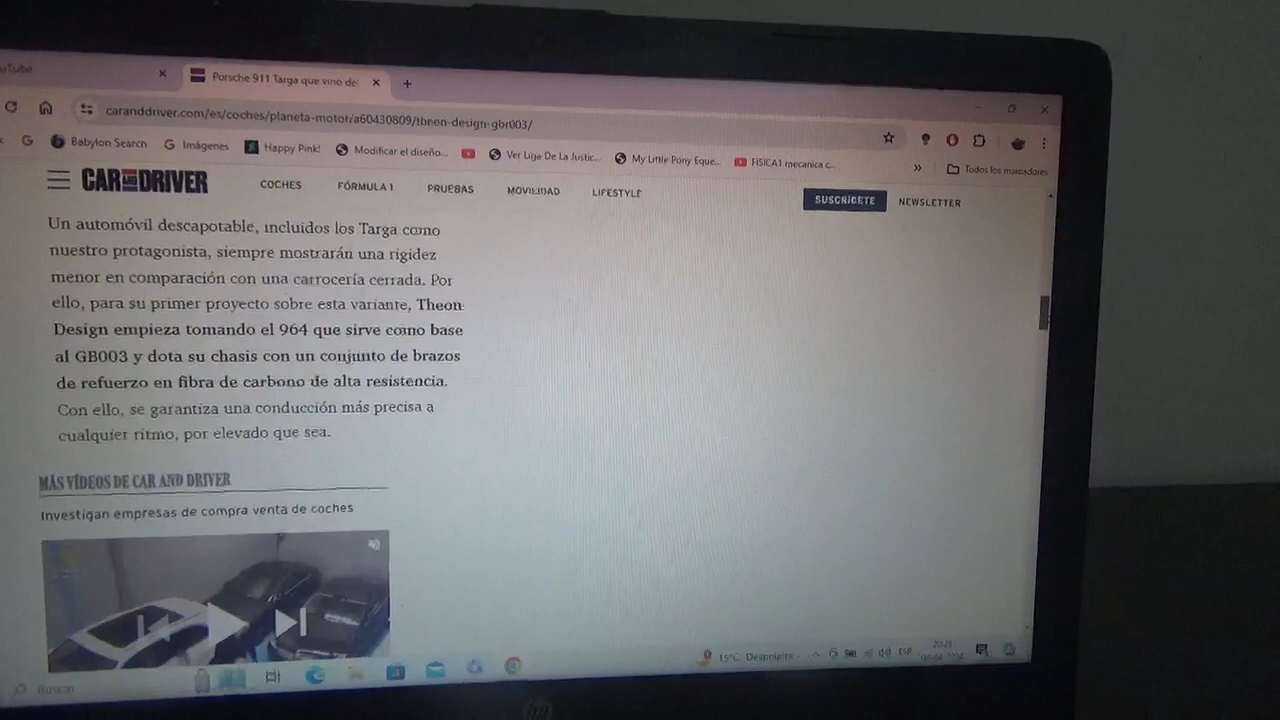 uTube
Porsche 911 Targa que vino de
caranddriver.com/es/coches/planeta-motor/a60430809/theon-design-gbr003/
G
Babylon Search
Imágenes
Happy Pink!
Modificar el diseño...
Ver Liga De La Justic...
My Little Pony Eque...
FISICA1 mecanica c...
»
Todos los marcadores
CAR AND DRIVER
COCHES
FÓRMULA 1
PRUEBAS
MOVILIDAD
LIFESTYLE
SUSCRÍCETE
NEWSLETTER
Un automóvil descapotable, incluidos los Targa como
nuestro protagonista, siempre mostrarán una rigidez
menor en comparación con una carrocería cerrada. Por
ello, para su primer proyecto sobre esta variante, Theon
Design empieza tomando el 964 que sirve como base
al GB003 y dota su chasis con un conjunto de brazos
de refuerzo en fibra de carbono de alta resistencia.
Con ello, se garantiza una conducción más precisa a
cualquier ritmo, por elevado que sea.
MÁS VÍDEOS DE CAR AND DRIVER
Investigan empresas de compra venta de coches
Buscar
15°C
ESP
hp